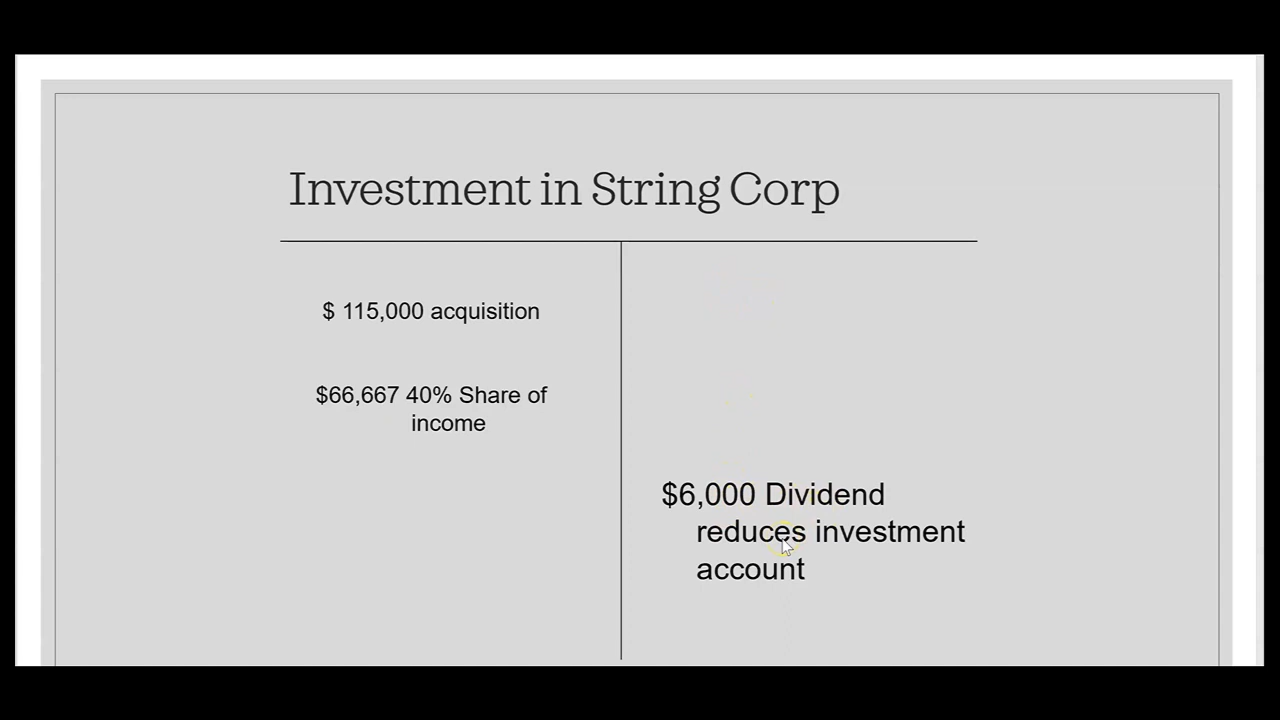 Investment in String Corp
$ 115,000 acquisition
$66,667 40% Share of
income
$6,000 Dividend
reduces investment
account